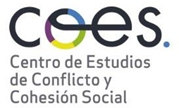 coes.
Centro de Estudios
de Conflicto y
Cohesión Social